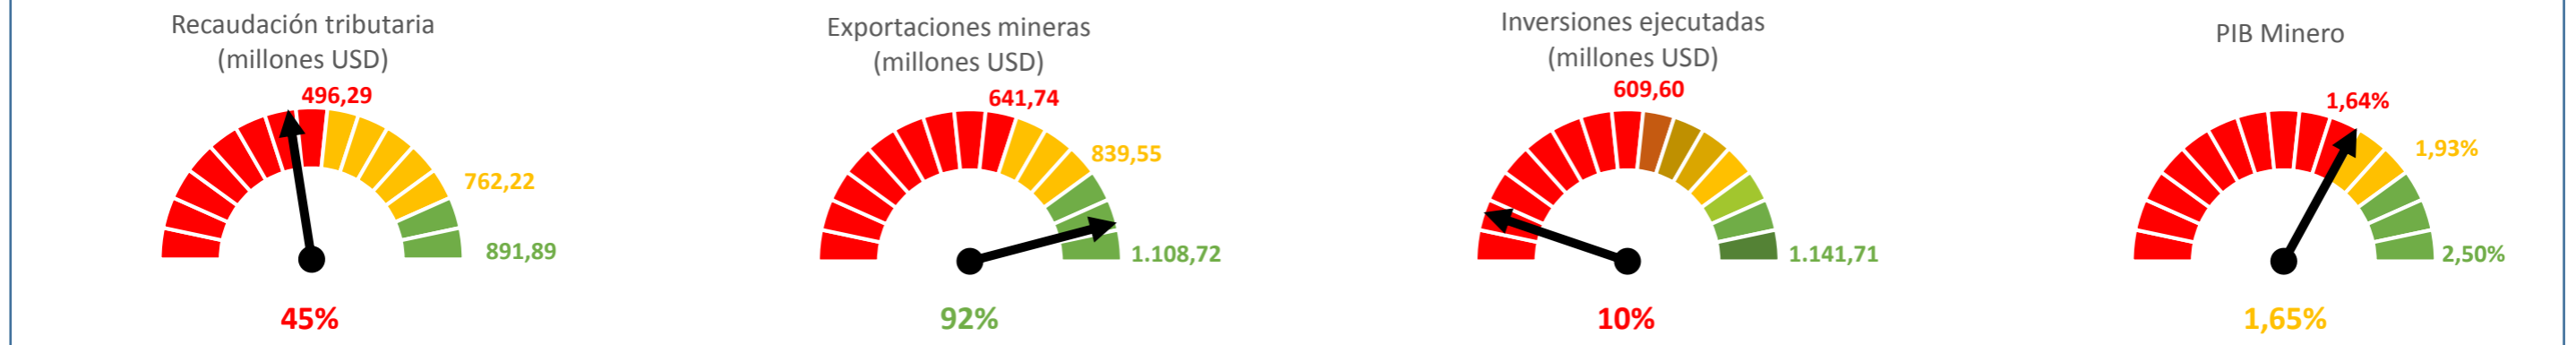 Recaudación tributaria
(millones USD)
496,29
762,22
891,89
45%
Exportaciones mineras
(millones USD)
641,74
839,55
1.108,72
92%
Inversiones ejecutadas
(millones USD)
609,60
1.141,71
10%
PIB Minero
1,64%
1,93%
2,50%
1,65%